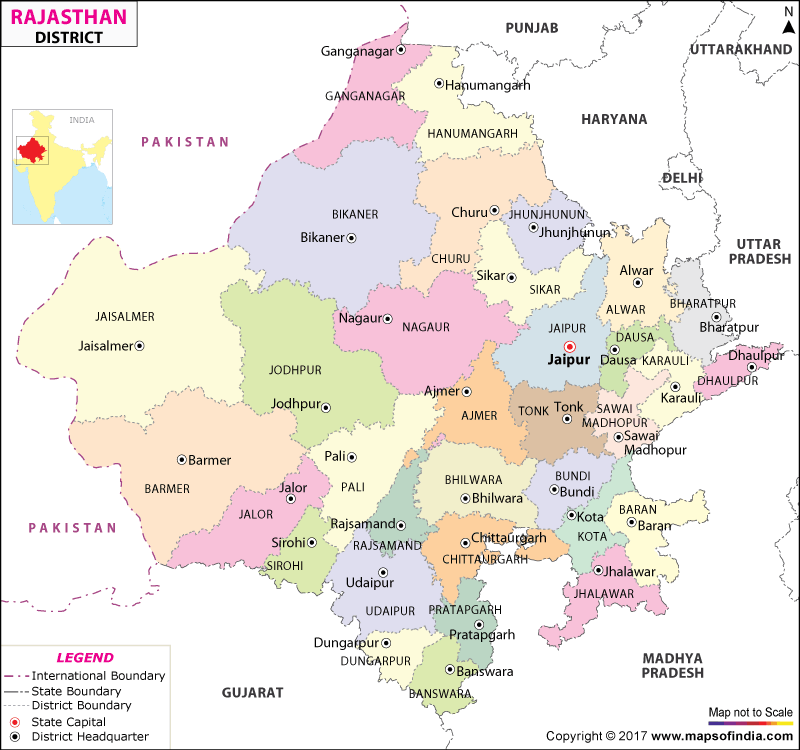 RAJASTHAN
DISTRICT
N
PUNJAB
UTTARAKHAND
Ganganagar
Hanumangarh
GANGANAGAR
INDIA
HARYANA
HANUMANGARH
PAKISTAN
DELHI
BIKANER
Churu
JHUNJHUNUN
Jhunjhunun
Bikaner
UTTAR
PRADESH
CHURU
Sikar
SIKAR
Alwar
ALWAR
BHARATPUR
Bharatpur
JAISALMER
Nagaur
NAGAUR
JAIPUR
Jaipur
DAUSA
Dausa
Jaisalmer
KARAULI
Dhaulpur
DHAULPUR
JODHPUR
Ajmer
Karauli
Jodhpur
AJMER
TONK
Tonk
SAWAI
MADHOPUR
Sawai
Madhopur
Barmer
Pali
BARMER
PALI
BHILWARA
Bhilwara
BUNDI
Bundi
Jalor
JALOR
Rajsamand
RAJSAMAND
Kota
KOTA
BARAN
Baran
PAKISTAN
Sirohi
SIROHI
Chittaurgarh
CHITTAURGARH
Udaipur
UDAIPUR
Jhalawar
JHALAWAR
PRATAPGARH
Pratapgarh
Dungarpur
DUNGARPUR
Banswara
BANSWARA
MADHYA
PRADESH
GUJARAT
LEGEND
International Boundary
State Boundary
District Boundary
State Capital
District Headquarter
Map not to Scale
Copyright © 2017 www.mapsofindia.com